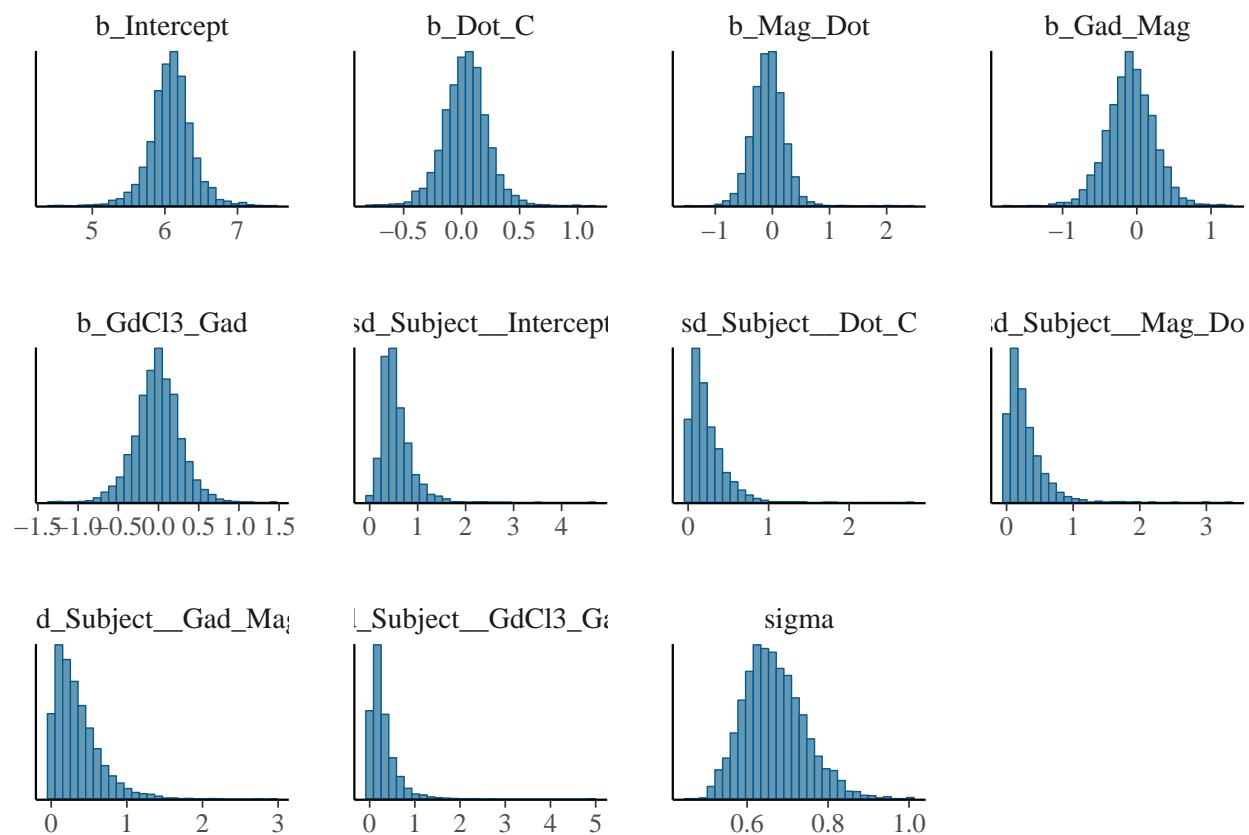 b_Intercept b_Dot_C b_Mag_Dot b_Gad_Mag
5 6 7 −0.5 0.0 0.5 1.0 −1 0 1 2 −1 0 1
b_GdCl3_Gad sd_Subject__Intercept sd_Subject__Dot_C sd_Subject__Mag_Do
−1.5 −1.0 −0.5 0.0 0.5 1.0 1.5 0 1 2 3 4 0 1 2 0 1 2 3
d_Subject__Gad_Mag _Subject__GdCl3_Ga sigma
0 1 2 3 0 1 2 3 4 5 0.6 0.8 1.0